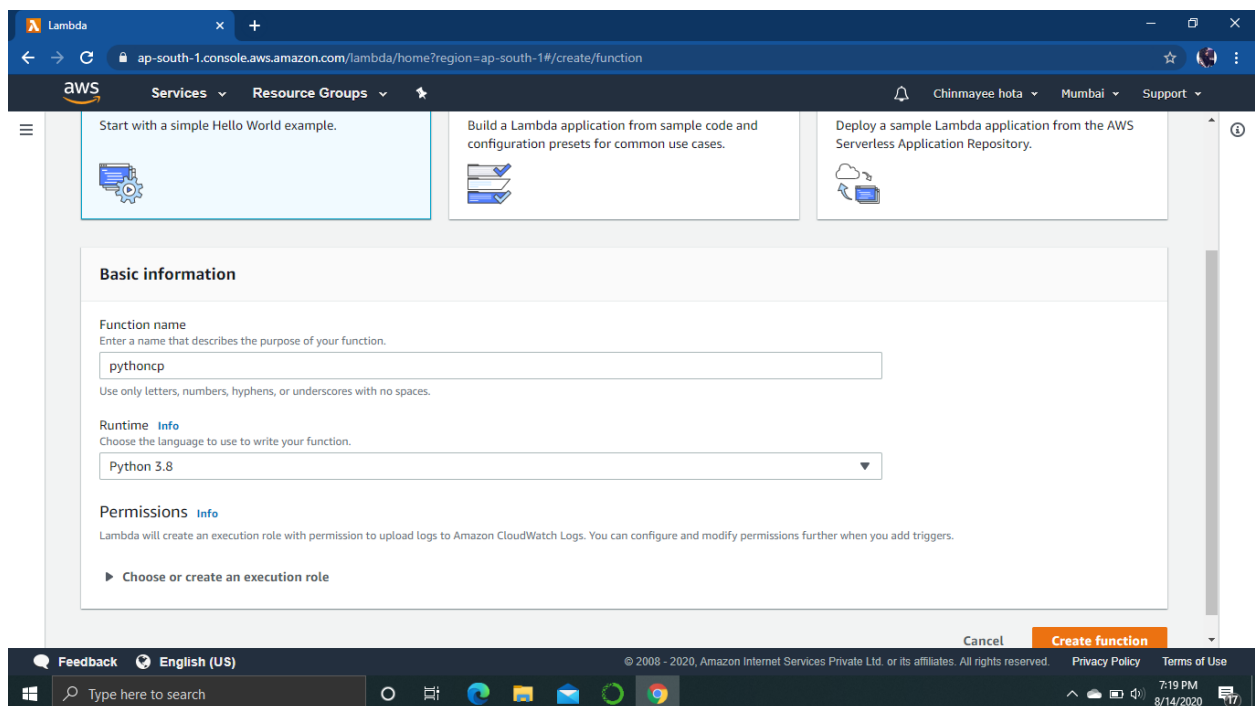 Lambda
ap-south-1.console.aws.amazon.com/lambda/home?region=ap-south-1#/create/function
aws Services Resource Groups Chinmayee hota Mumbai Support
Start with a simple Hello World example.
Build a Lambda application from sample code and
configuration presets for common use cases.
Deploy a sample Lambda application from the AWS
Serverless Application Repository.
Basic information
Function name
Enter a name that describes the purpose of your function.
pythoncp
Use only letters, numbers, hyphens, or underscores with no spaces.
Runtime Info
Choose the language to use to write your function.
Python 3.8
Permissions Info
Lambda will create an execution role with permission to upload logs to Amazon CloudWatch Logs. You can configure and modify permissions further when you add triggers.
Choose or create an execution role
Cancel Create function
Feedback English (US) © 2008 - 2020, Amazon Internet Services Private Ltd. or its affiliates. All rights reserved. Privacy Policy Terms of Use
Type here to search
7:19 PM
8/14/2020
17